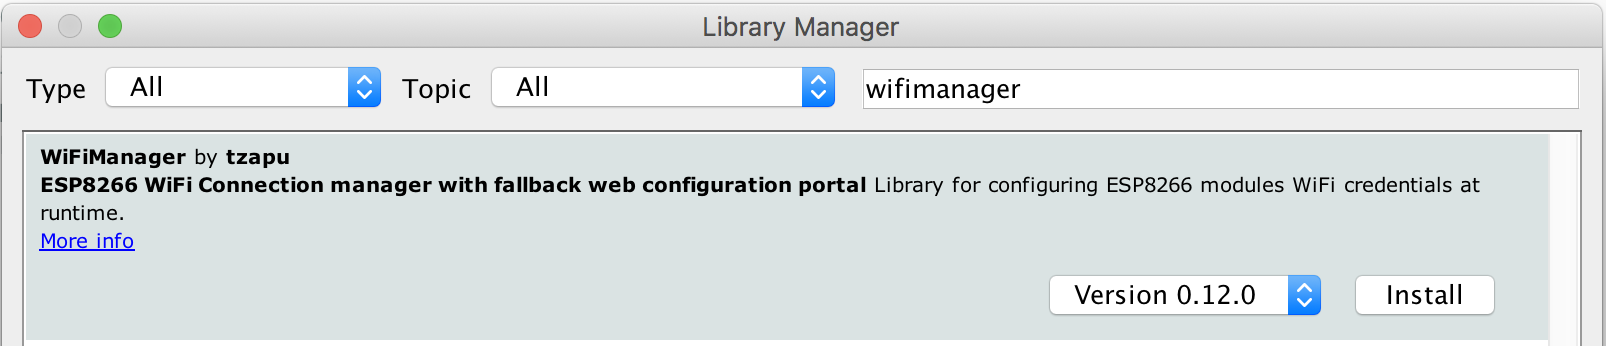 Library Manager
Type All Topic All wifimanager
WiFiManager by tzapu
ESP8266 WiFi Connection manager with fallback web configuration portal Library for configuring ESP8266 modules WiFi credentials at
runtime.
More info
Version 0.12.0 Install